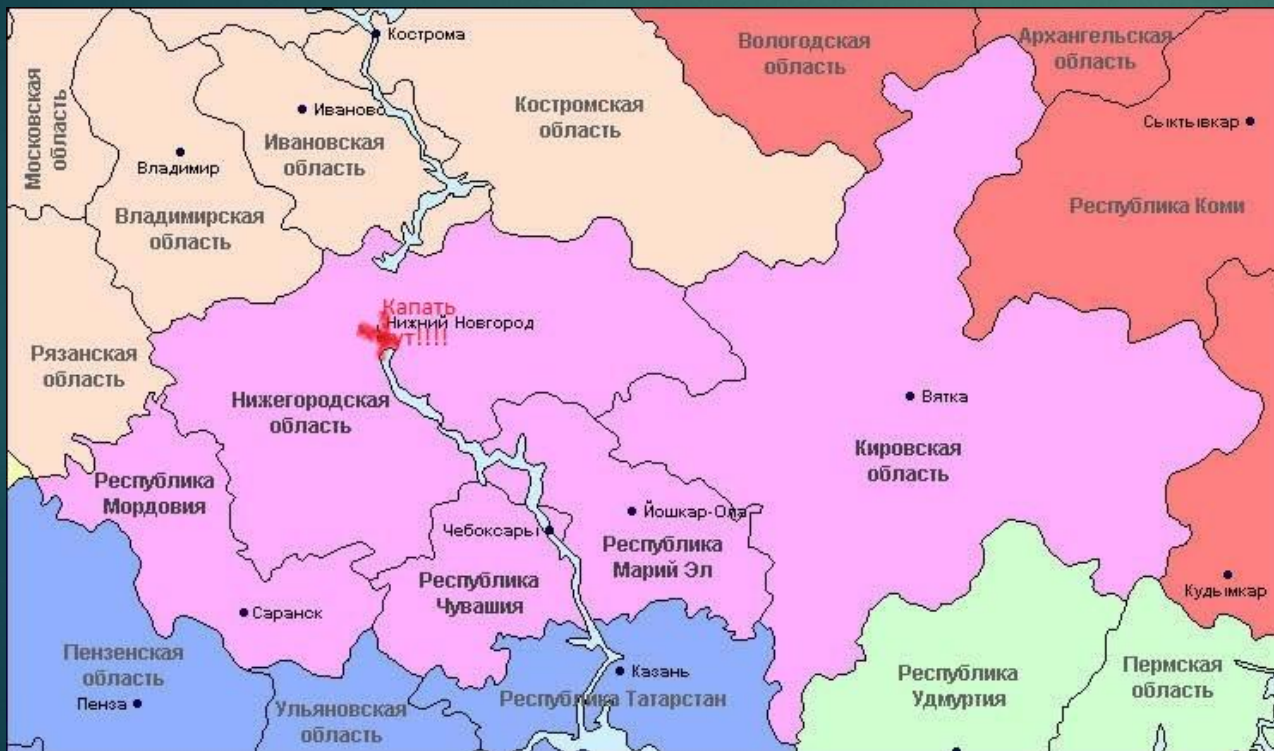 Кострома
Вологодская
область
Архангельская
область
Московская
область
Иваново
Ивановская
область
Костромская
область
Сыктывкар
Владимир
Владимирская
область
Республика Коми
Капать
Нижний Новгород
ут!!!!
Рязанская
область
Нижегородская
область
Вятка
Кировская
область
Республика
Мордовия
Йошкар-Ола
Чебоксары
Республика
Марий Эл
Республика
Чувашия
Саранск
Кудымкар
Пензенская
область
Пенза
Ульяновская
область
Казань
Республика Татарстан
Республика
Удмуртия
Пермская
область